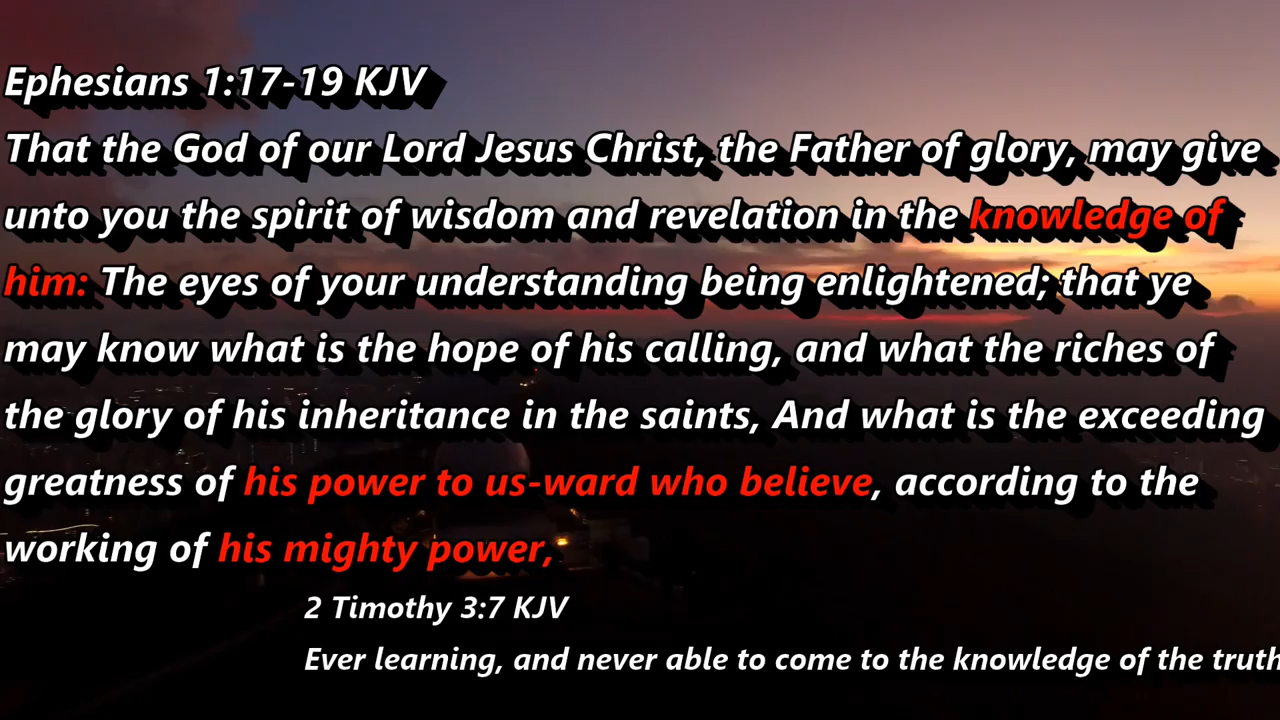 Ephesians 1:17-19 KJV
That the God of our Lord Jesus Christ, the Father of glory, may give
unto you the spirit of wisdom and revelation in the knowledge of
him: The eyes of your understanding being enlightened; that ye
may know what is the hope of his calling, and what the riches of
the glory of his inheritance in the saints, And what is the exceeding
greatness of his power to us-ward who believe, according to the
working of his mighty power,
2 Timothy 3:7 KJV
Ever learning, and never able to come to the knowledge of the truth